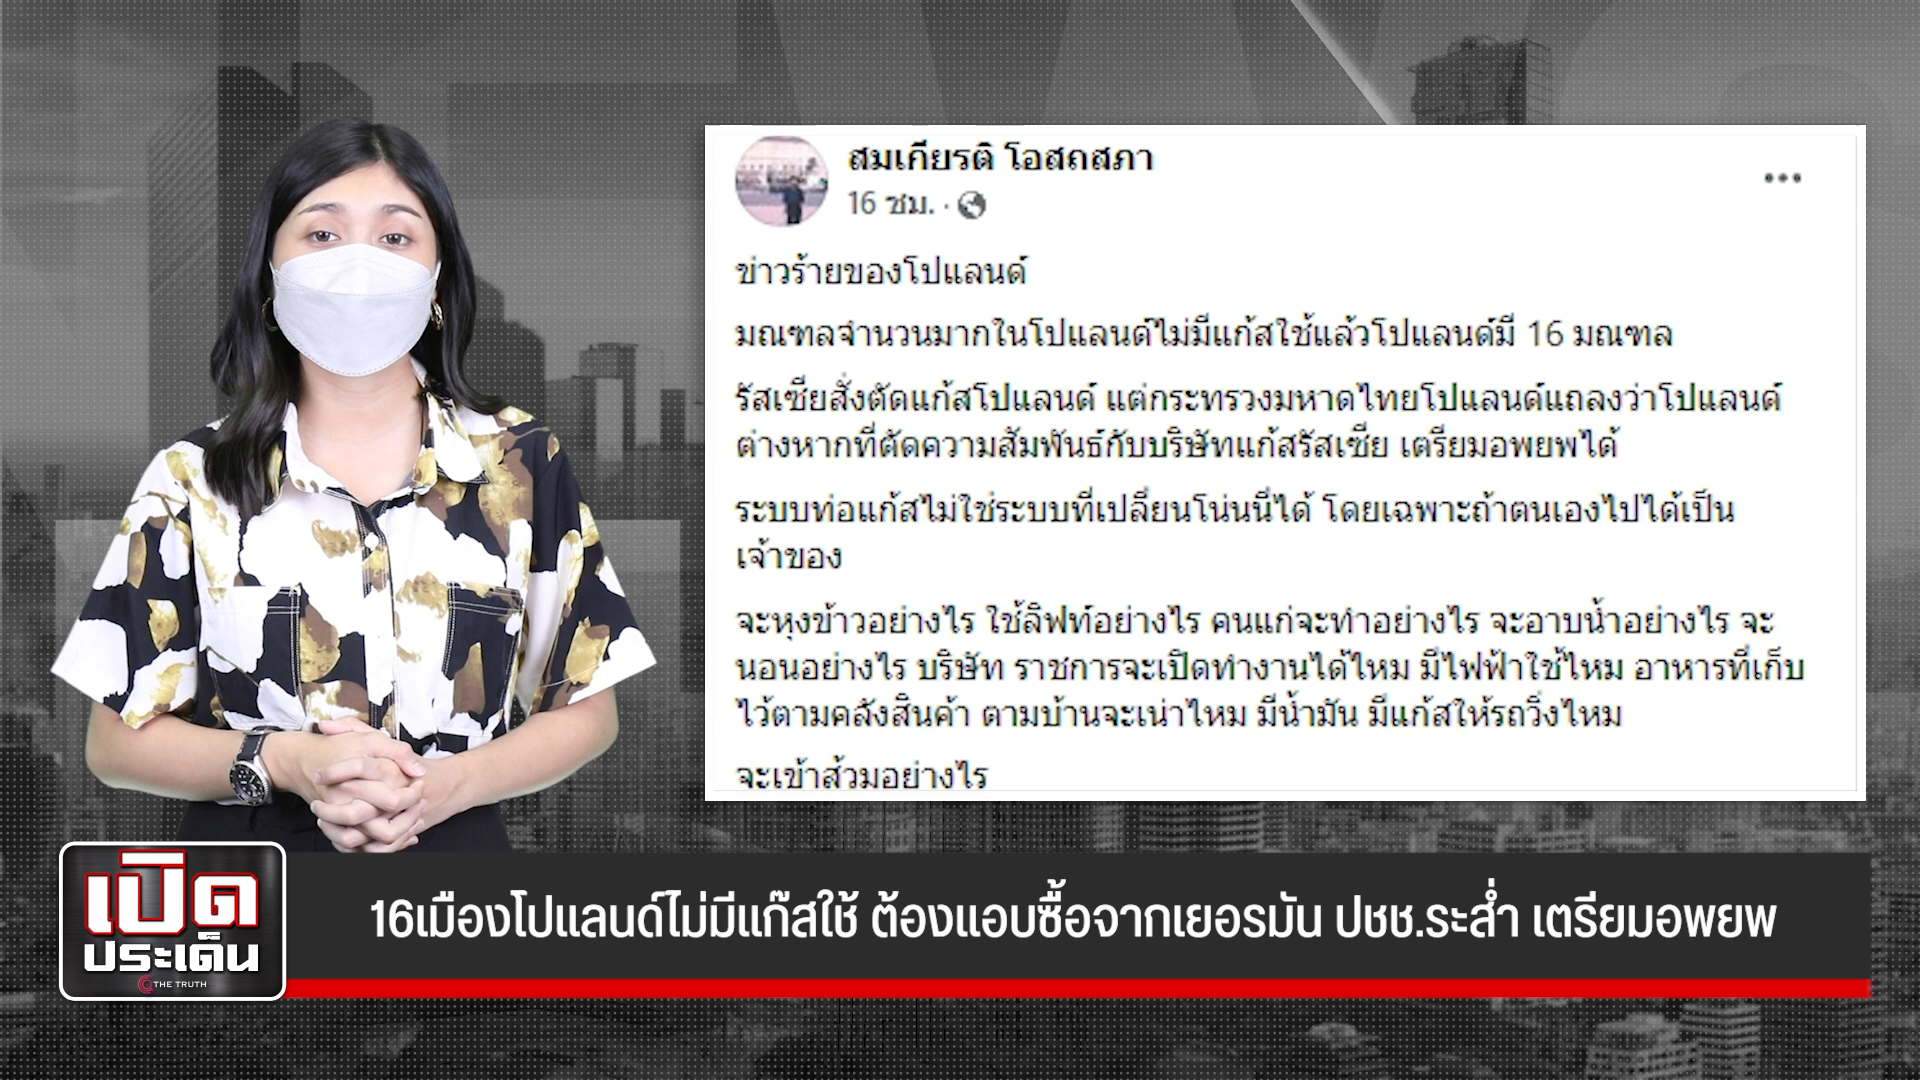 สมเกียรติ โอสถสภา
16 ชม. ·
ข่าวร้ายของโปแลนด์
มณฑลจำนวนมากในโปแลนด์ไม่มีแก้สใช้แล้วโปแลนด์มี 16 มณฑล
รัสเซียสั่งตัดแก้สโปแลนด์ แต่กระทรวงมหาดไทยโปแลนด์แถลงว่าโปแลนด์
ต่างหากที่ตัดความสัมพันธ์กับบริษัทแก้สรัสเซีย เตรียมอพยพได้
ระบบท่อแก้สไม่ใช่ระบบที่เปลี่ยนโน่นนี่ได้ โดยเฉพาะถ้าตนเองไปได้เป็น
เจ้าของ
จะหุงข้าวอย่างไร ใช้ลิฟท์อย่างไร คนแก่จะทำอย่างไร จะอาบน้ำอย่างไร จะ
นอนอย่างไร บริษัท ราชการจะเปิดทำงานได้ไหม มีไฟฟ้าใช้ไหม อาหารที่เก็บ
ไว้ตามคลังสินค้า ตามบ้านจะเน่าไหม มีน้ำมัน มีแก้สให้รถวิ่งไหม
จะเข้าส้วมอย่างไร
เปิด
ประเด็น
THE TRUTH
16เมืองโปแลนด์ไม่มีแก๊สใช้ ต้องแอบซื้อจากเยอรมัน ปชช.ระส่ำ เตรียมอพยพ